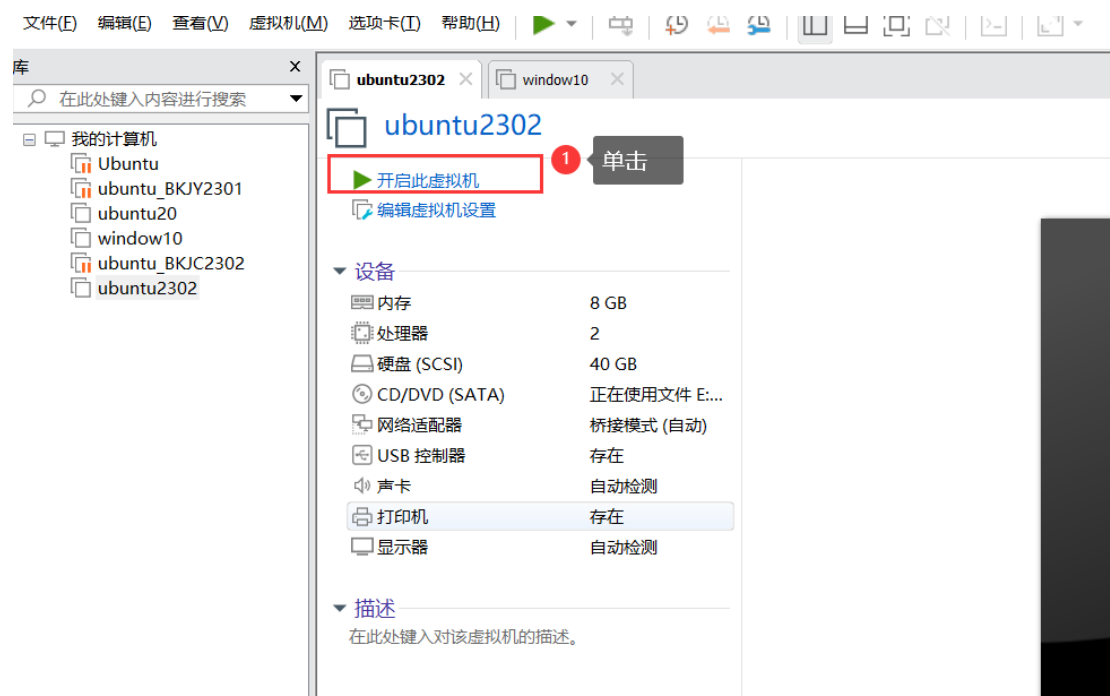 文件(F) 编辑(E) 查看(V) 虚拟机(M) 选项卡(T) 帮助(H)
库
在此处键入内容进行搜索
我的计算机
Ubuntu
ubuntu_BKJY2301
ubuntu20
window10
ubuntu_BKJC2302
ubuntu2302
ubuntu2302 window10
ubuntu2302
1 单击
开启此虚拟机
编辑虚拟机设置
设备
内存 8 GB
处理器 2
硬盘 (SCSI) 40 GB
CD/DVD (SATA) 正在使用文件 E:...
网络适配器 桥接模式 (自动)
USB 控制器 存在
声卡 自动检测
打印机 存在
显示器 自动检测
描述
在此处键入对该虚拟机的描述。